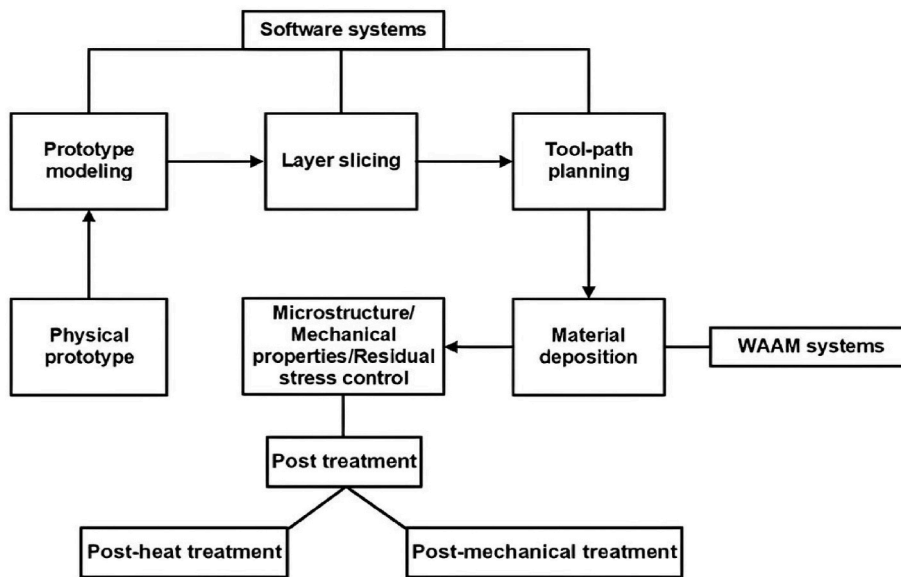 Software systems
Prototype
modeling
Layer slicing
Tool-path
planning
Physical
prototype
Microstructure/
Mechanical
properties/Residual
stress control
Material
deposition
WAAM systems
Post treatment
Post-heat treatment
Post-mechanical treatment